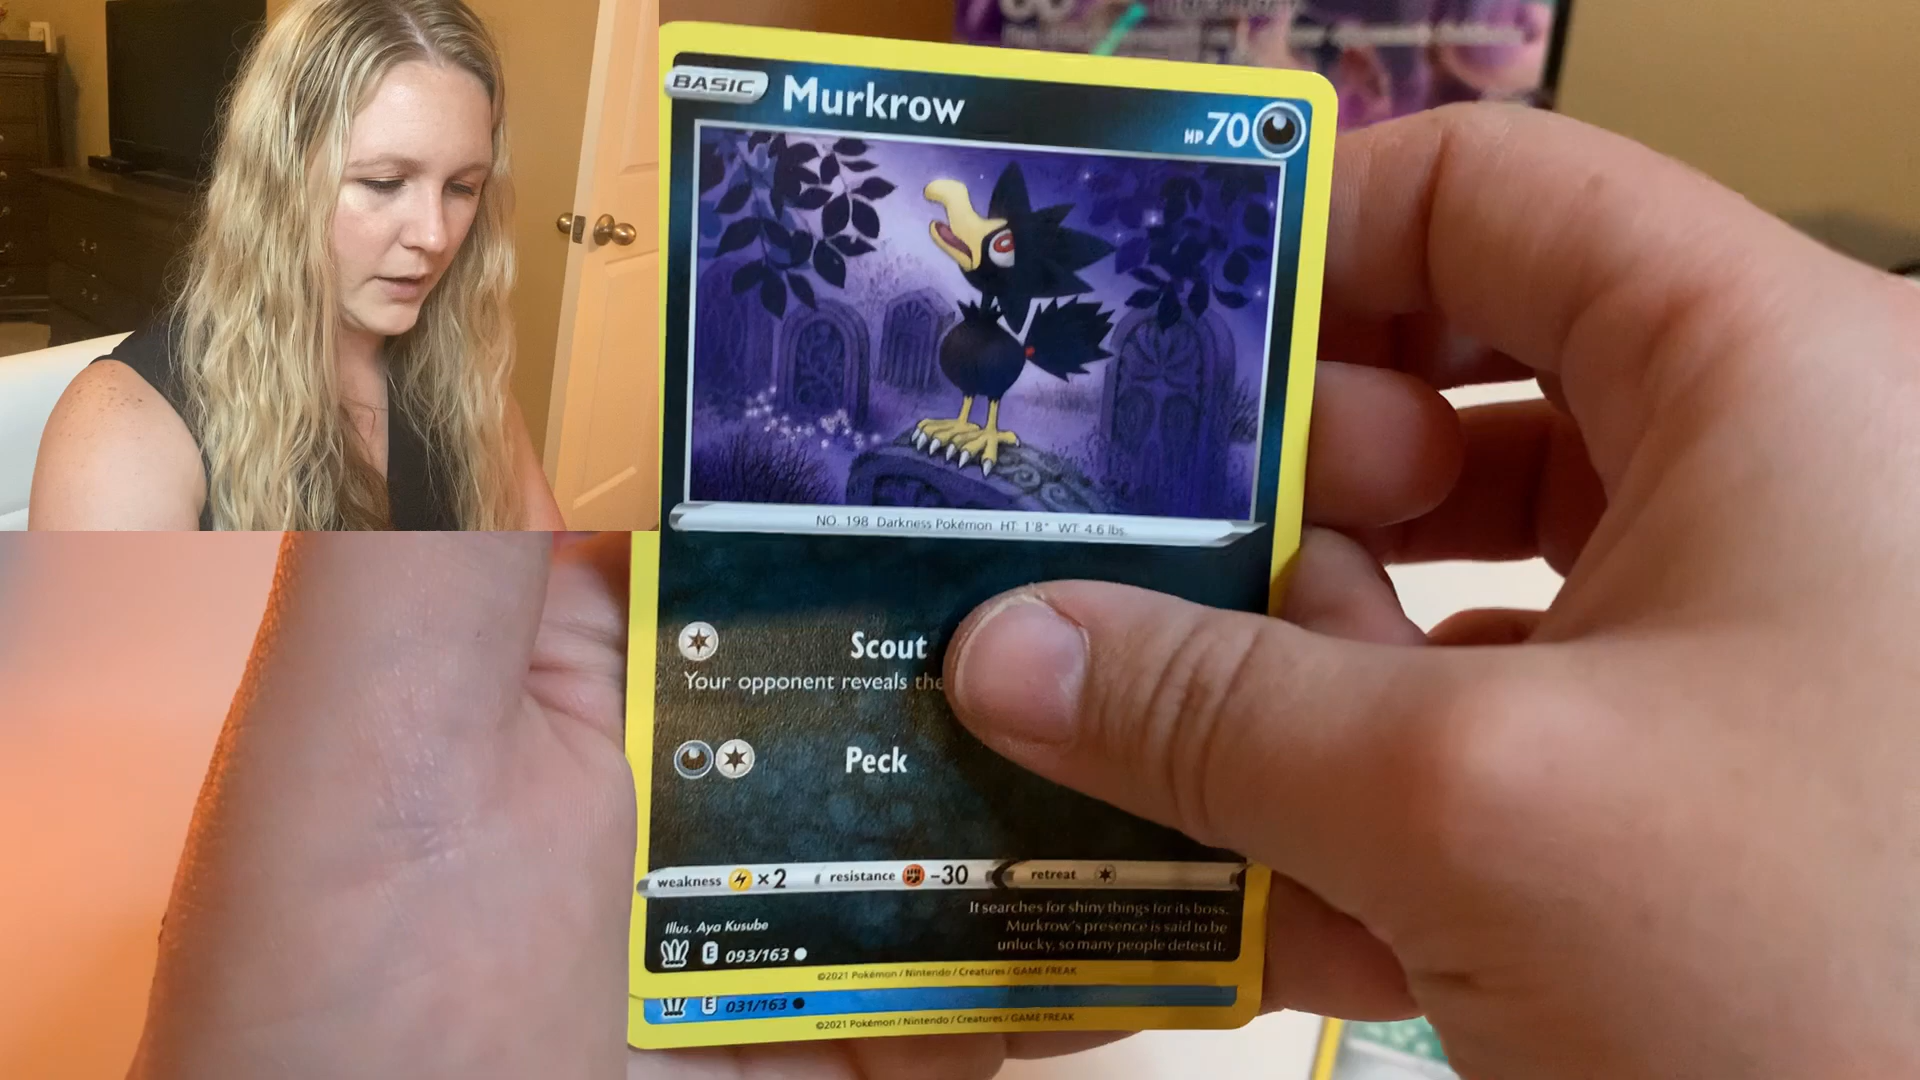 BASIC Murkrow HP 70
NO. 198 Darkness Pokémon HT: 1'8" WT: 4.6 lbs.
Scout
Your opponent reveals the
Peck
weakness ×2 resistance -30 retreat
It searches for shiny things for its boss.
Murkrow's presence is said to be
unlucky, so many people detest it.
Illus. Aya Kusube
E 093/163
©2021 Pokémon / Nintendo / Creatures / GAME FREAK
E 031/163
©2021 Pokémon / Nintendo / Creatures / GAME FREAK